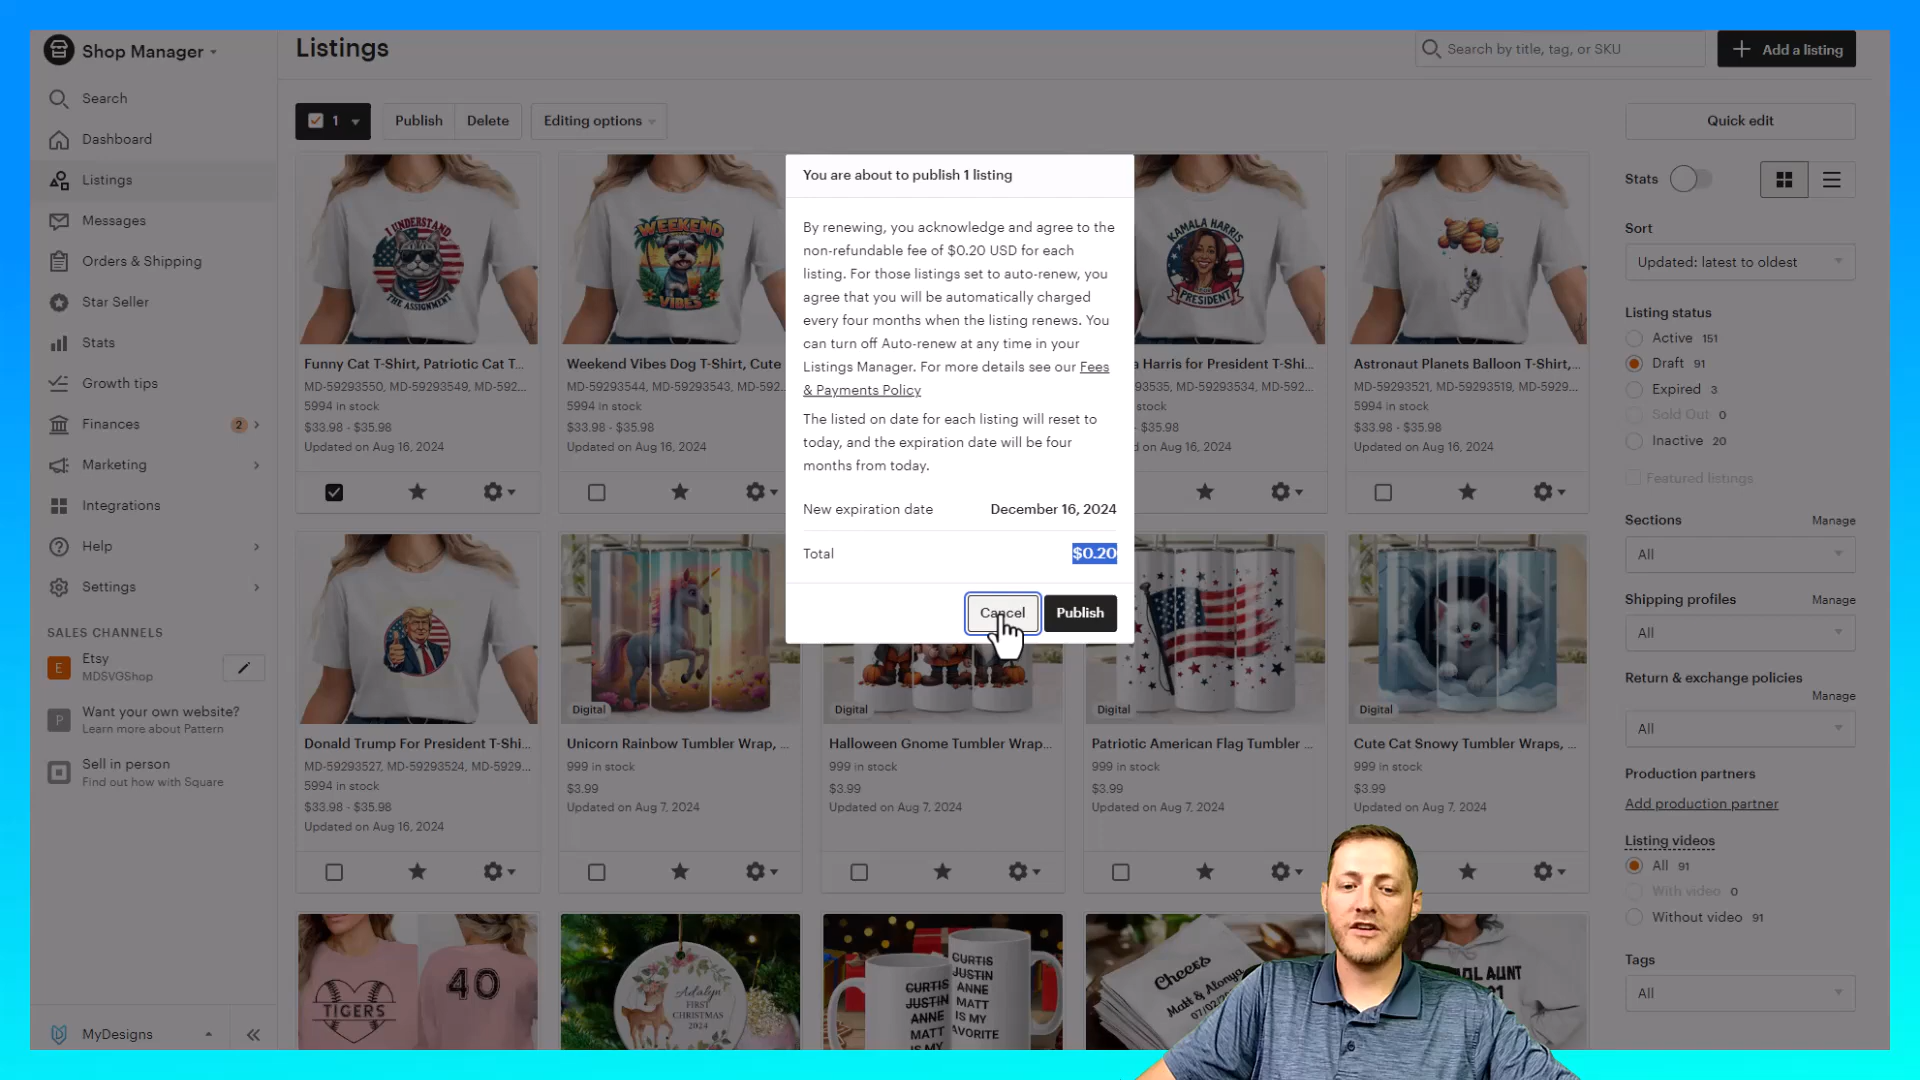 Shop Manager
Listings
Search by title, tag, or SKU
Add a listing
Search
Dashboard
Listings
Messages
Orders & Shipping
Star Seller
Stats
Growth tips
Finances 2
Marketing
Integrations
Help
Settings
SALES CHANNELS
E
Etsy
MDSVGShop
P
Want your own website?
Learn more about Pattern
Sell in person
Find out how with Square
MyDesigns
1
Publish
Delete
Editing options
Quick edit
I UNDERSTAND
THE ASSIGNMENT
Funny Cat T-Shirt, Patriotic Cat T...
MD-59293550, MD-59293549, MD-592...
5994 in stock
$33.98 - $35.98
Updated on Aug 16, 2024
WEEKEND
VIBES
Weekend Vibes Dog T-Shirt, Cute
MD-59293544, MD-59293543, MD-592
5994 in stock
$33.98 - $35.98
Updated on Aug 16, 2024
You are about to publish 1 listing
By renewing, you acknowledge and agree to the
non-refundable fee of $0.20 USD for each
listing. For those listings set to auto-renew, you
agree that you will be automatically charged
every four months when the listing renews. You
can turn off Auto-renew at any time in your
Listings Manager. For more details see our Fees
& Payments Policy
The listed on date for each listing will reset to
today, and the expiration date will be four
months from today.
New expiration date December 16, 2024
Total $0.20
Cancel
Publish
KAMALA HARRIS
FOR
PRESIDENT
a Harris for President T-Shi...
3535, MD-59293534, MD-592...
stock
- $35.98
d on Aug 16, 2024
Astronaut Planets Balloon T-Shirt,...
MD-59293521, MD-59293519, MD-5929...
5994 in stock
$33.98 - $35.98
Updated on Aug 16, 2024
Donald Trump For President T-Shi...
MD-59293527, MD-59293524, MD-5929...
5994 in stock
$33.98 - $35.98
Updated on Aug 16, 2024
Digital
Unicorn Rainbow Tumbler Wrap, ...
999 in stock
$3.99
Updated on Aug 7, 2024
Digital
Halloween Gnome Tumbler Wrap...
999 in stock
$3.99
Updated on Aug 7, 2024
Digital
Patriotic American Flag Tumbler ...
999 in stock
$3.99
Updated on Aug 7, 2024
Digital
Cute Cat Snowy Tumbler Wraps, ...
999 in stock
$3.99
Updated on Aug 7, 2024
TIGERS
40
Adalyn
FIRST
CHRISTMAS
2024
CURTIS
JUSTIN
ANNE
MATT
IS MY
CURTIS
JUSTIN
ANNE
MATT
IS MY
Cheers
Matt & Alonya
AUNT
Stats
Sort
Updated: latest to oldest
Listing status
Active 151
Draft 91
Expired 3
Sold Out 0
Inactive 20
Featured listings
Sections Manage
All
Shipping profiles Manage
All
Return & exchange policies
Manage
All
Production partners
Add production partner
Listing videos
All 91
With video 0
Without video 91
Tags
All